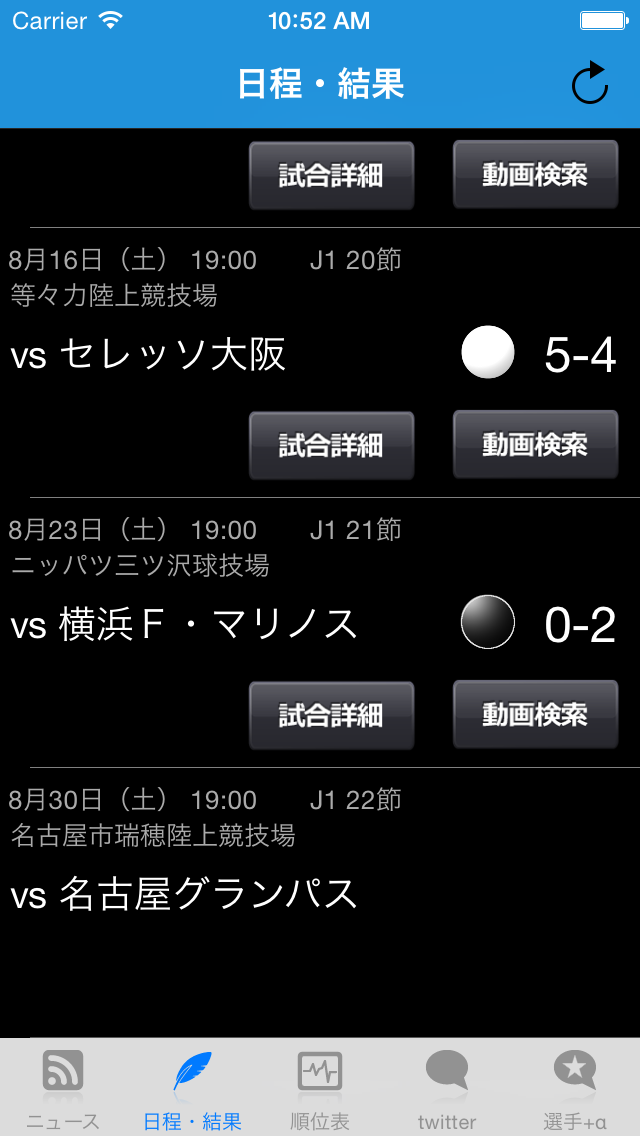 Carrier 10:52 AM
日程・結果
試合詳細 動画検索
8月16日（土） 19:00 J1 20節
等々力陸上競技場
vs セレッソ大阪 5-4
試合詳細 動画検索
8月23日（土） 19:00 J1 21節
ニッパツ三ツ沢球技場
vs 横浜Ｆ・マリノス 0-2
試合詳細 動画検索
8月30日（土） 19:00 J1 22節
名古屋市瑞穂陸上競技場
vs 名古屋グランパス
ニュース 日程・結果 順位表 twitter 選手+α